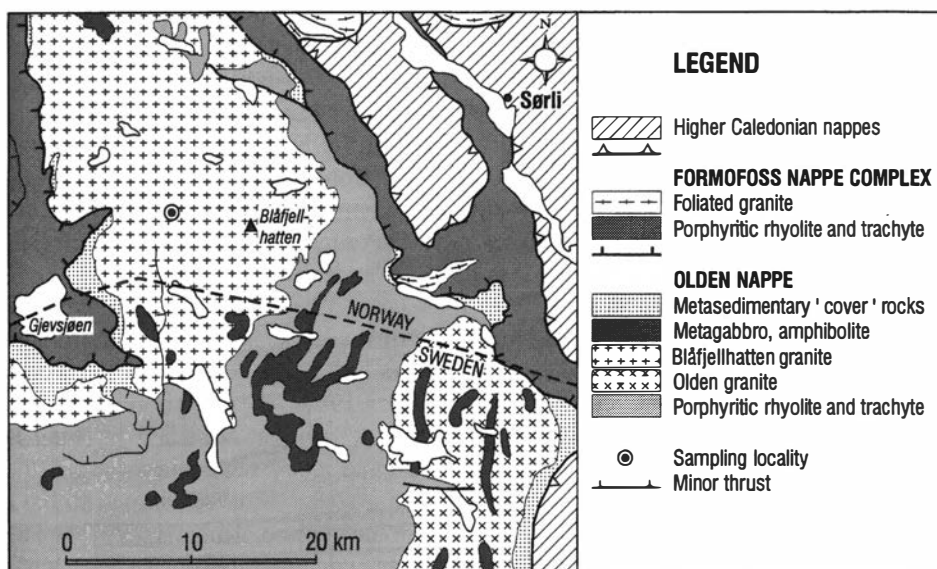 N
Sørli
Blåfjell-
hatten
NORWAY
Gjevsjøen
SWEDEN
0 10 20 km
LEGEND
Higher Caledonian nappes
FORMOFOSS NAPPE COMPLEX
Foliated granite
Porphyritic rhyolite and trachyte
OLDEN NAPPE
Metasedimentary ' cover ' rocks
Metagabbro, amphibolite
Blåfjellhatten granite
Olden granite
Porphyritic rhyolite and trachyte
Sampling locality
Minor thrust